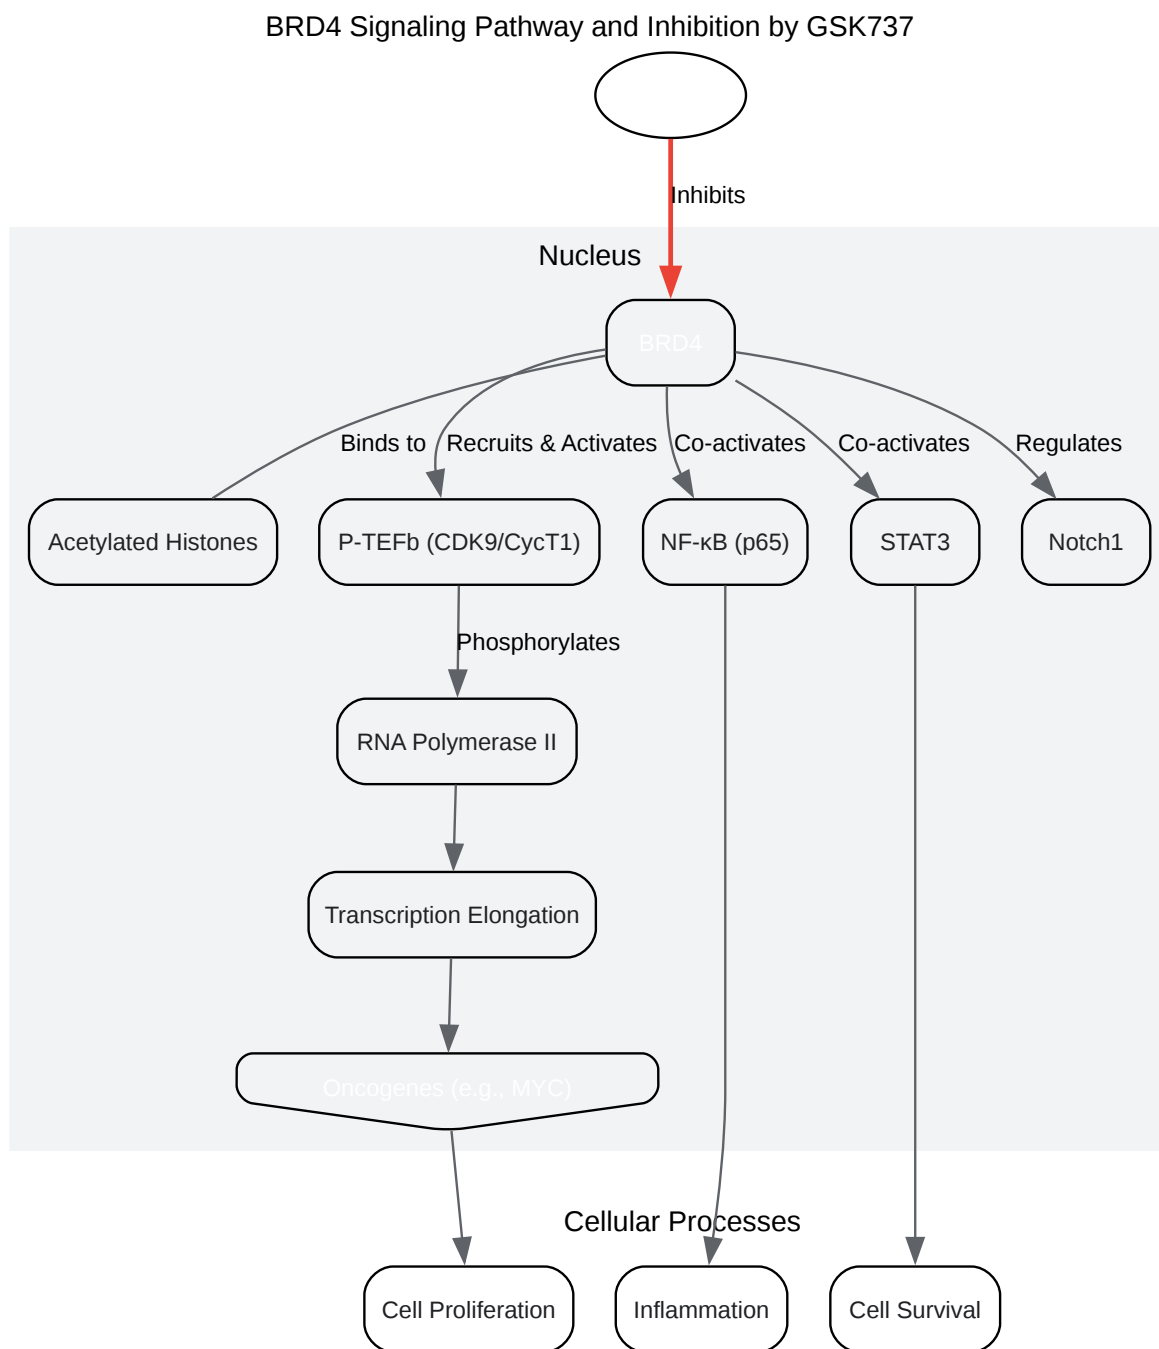 BRD4 Signaling Pathway and Inhibition by GSK737
Inhibits
Nucleus
BRD4
Binds to
Recruits & Activates
Co-activates
Co-activates
Regulates
Acetylated Histones
P-TEFb (CDK9/CycT1)
NF-κB (p65)
STAT3
Notch1
Phosphorylates
RNA Polymerase II
Transcription Elongation
Oncogenes (e.g., MYC)
Cellular Processes
Cell Proliferation
Inflammation
Cell Survival